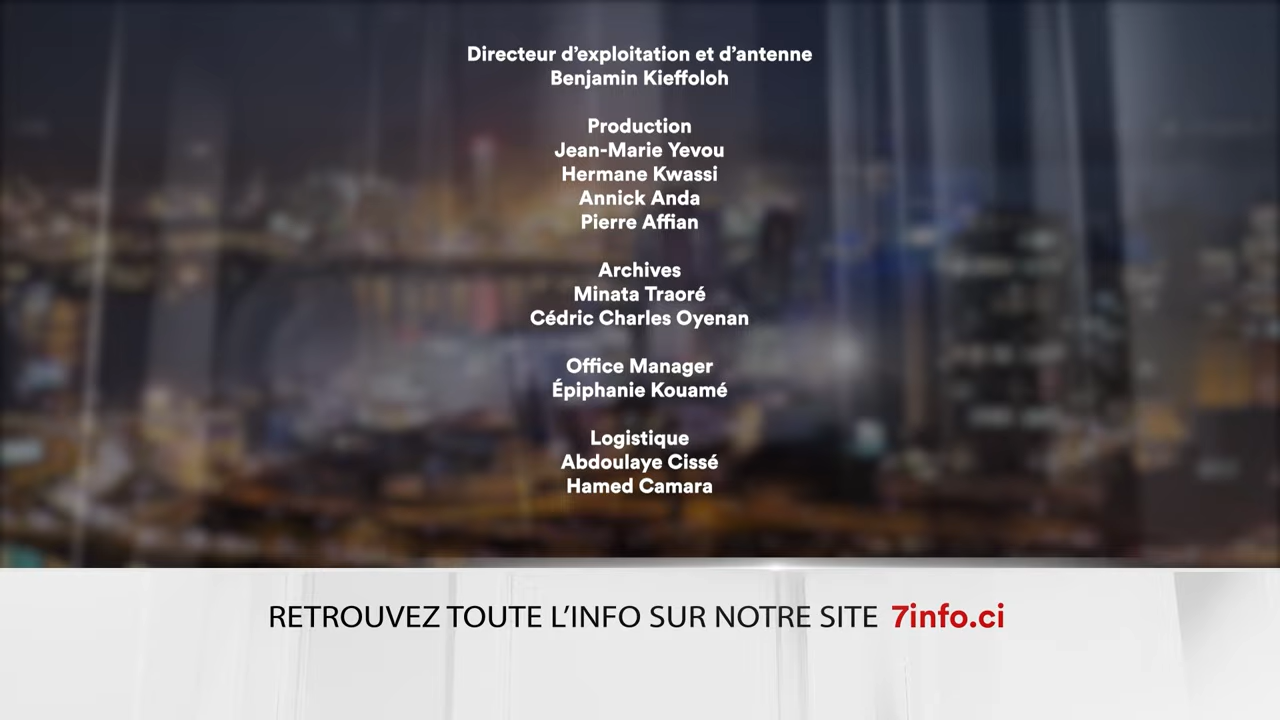 Directeur d’exploitation et d’antenne
Benjamin Kieffoloh
Production
Jean-Marie Yevou
Hermane Kwassi
Annick Anda
Pierre Affian
Archives
Minata Traoré
Cédric Charles Oyenan
Office Manager
Épiphanie Kouamé
Logistique
Abdoulaye Cissé
Hamed Camara
RETROUVEZ TOUTE L’INFO SUR NOTRE SITE 7info.ci